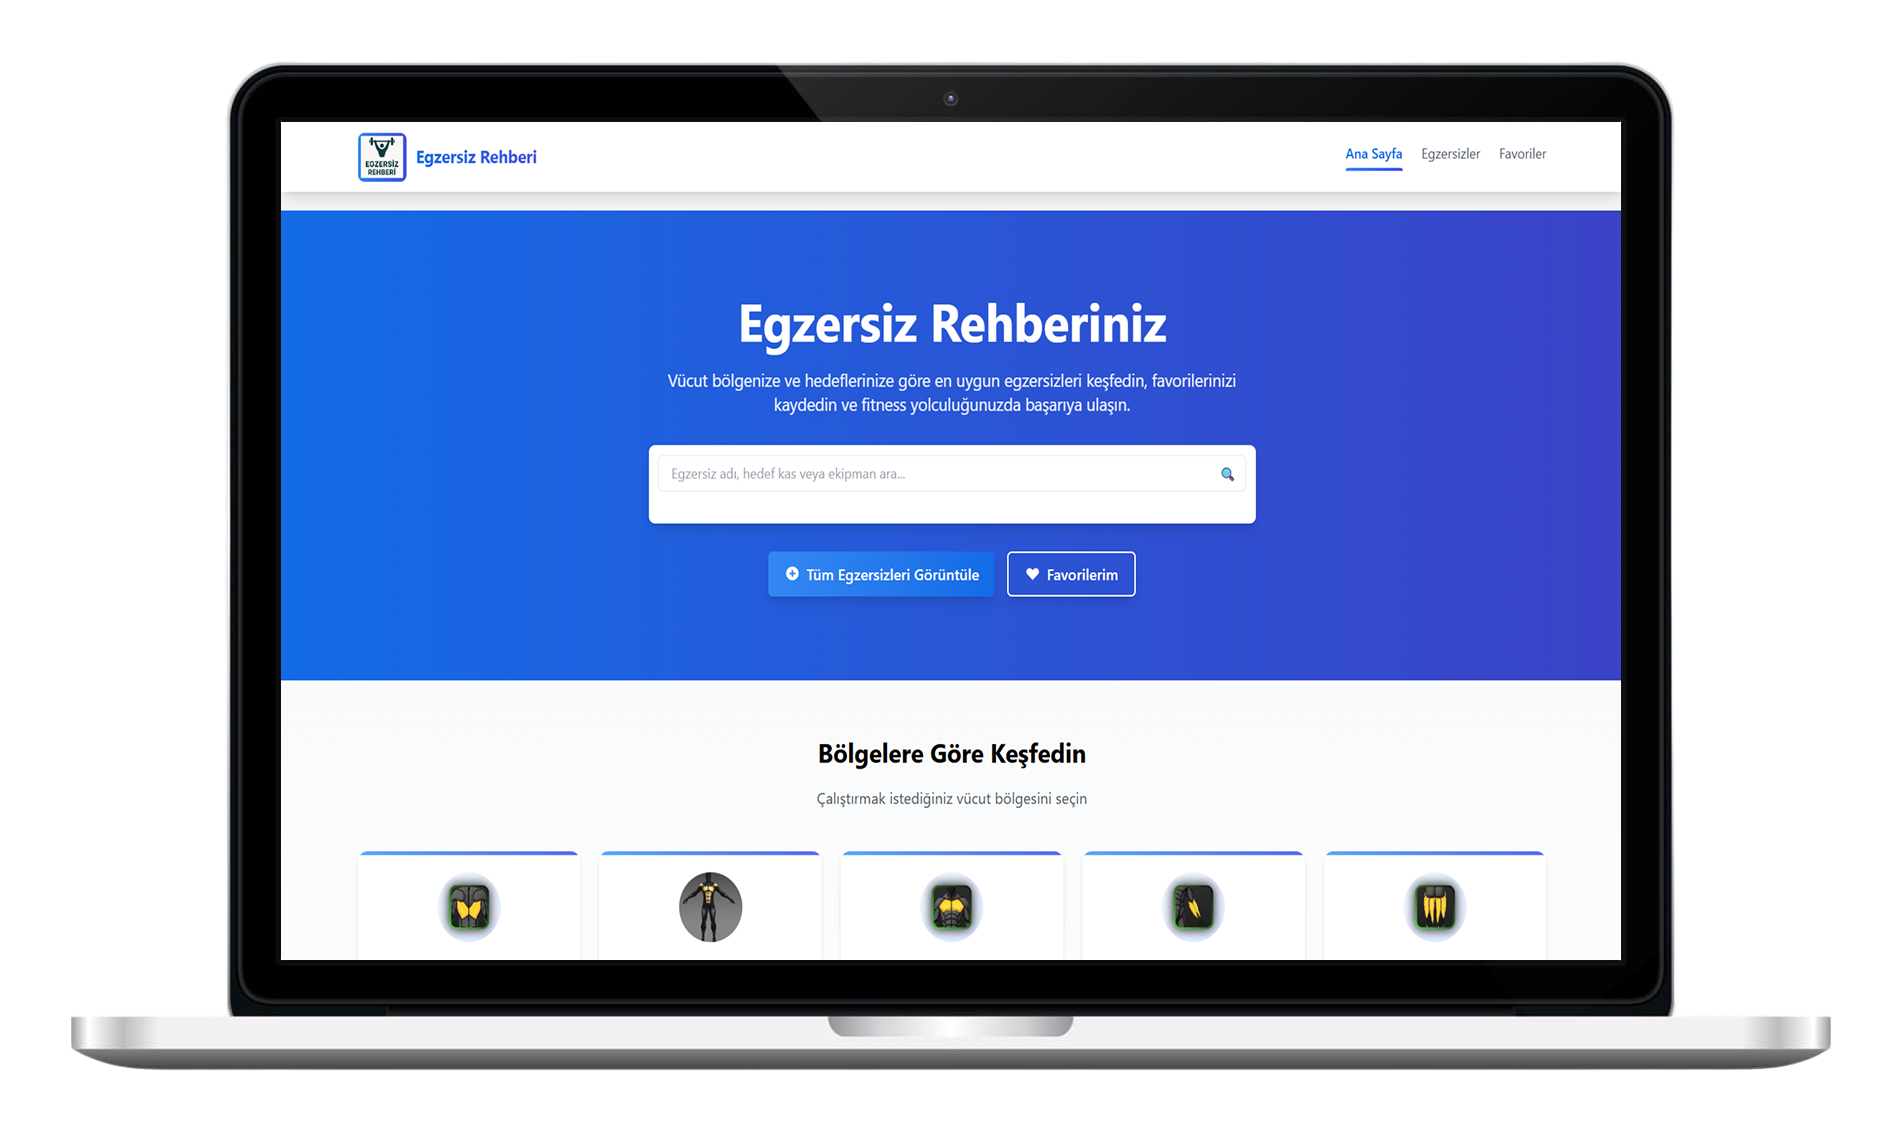 EGZERSİZ
REHBERİ
Egzersiz Rehberi
Ana Sayfa Egzersizler Favoriler
Egzersiz Rehberiniz
Vücut bölgenize ve hedeflerinize göre en uygun egzersizleri keşfedin, favorilerinizi
kaydedin ve fitness yolculuğunuzda başarıya ulaşın.
Egzersiz adı, hedef kas veya ekipman ara...
Tüm Egzersizleri Görüntüle Favorilerim
Bölgelere Göre Keşfedin
Çalıştırmak istediğiniz vücut bölgesini seçin